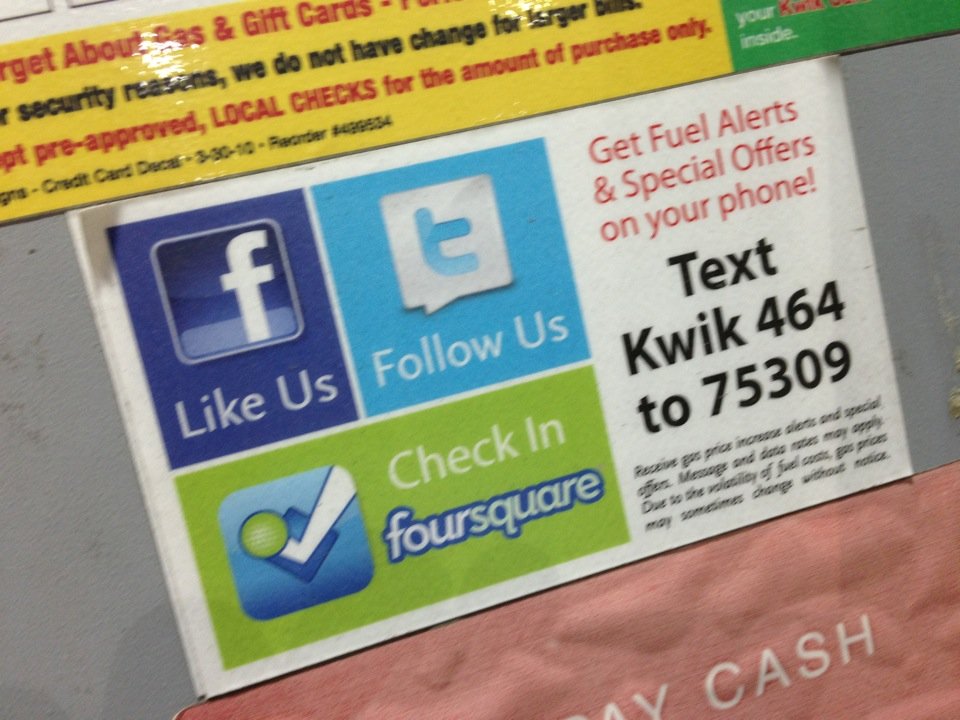 About Gas & Gift Cards -
security reasons, we do not have change for larger bills.
pre-approved, LOCAL CHECKS for the amount of purchase only.
- Credit Card Decal - 3-30-10 - Reorder #499534
your Kwik
inside.
f
Like Us
t
Follow Us
Check In
foursquare
Get Fuel Alerts
& Special Offers
on your phone!
Text
Kwik 464
to 75309
Receive gas price increase alerts and special
offers. Message and data rates may apply.
Due to the volatility of fuel costs, gas prices
may sometimes change without notice.
CASH